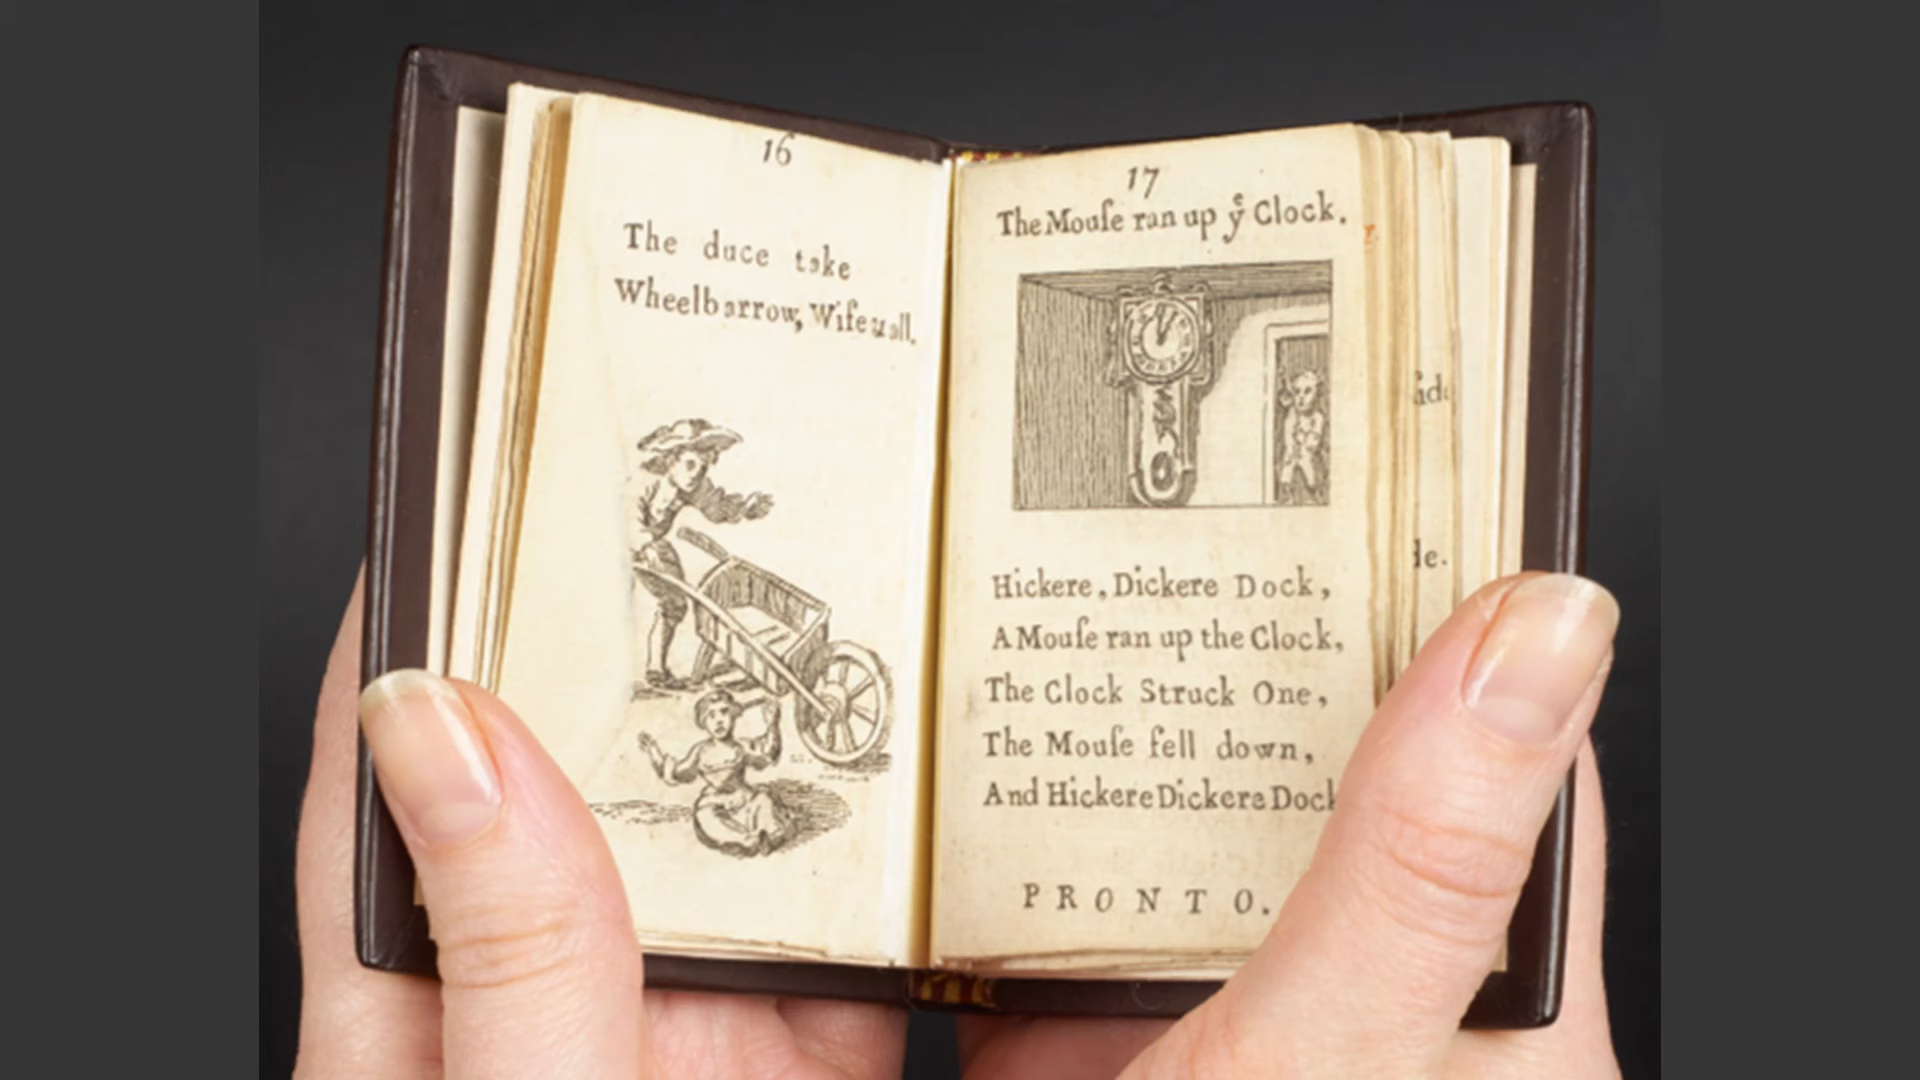 16
The duce take
Wheelbarrow, Wife & all.
17
The Mouſe ran up yͤ Clock.
Hickere, Dickere Dock,
A Mouſe ran up the Clock,
The Clock Struck One,
The Mouſe fell down,
And Hickere Dickere Dock
PRONTO.